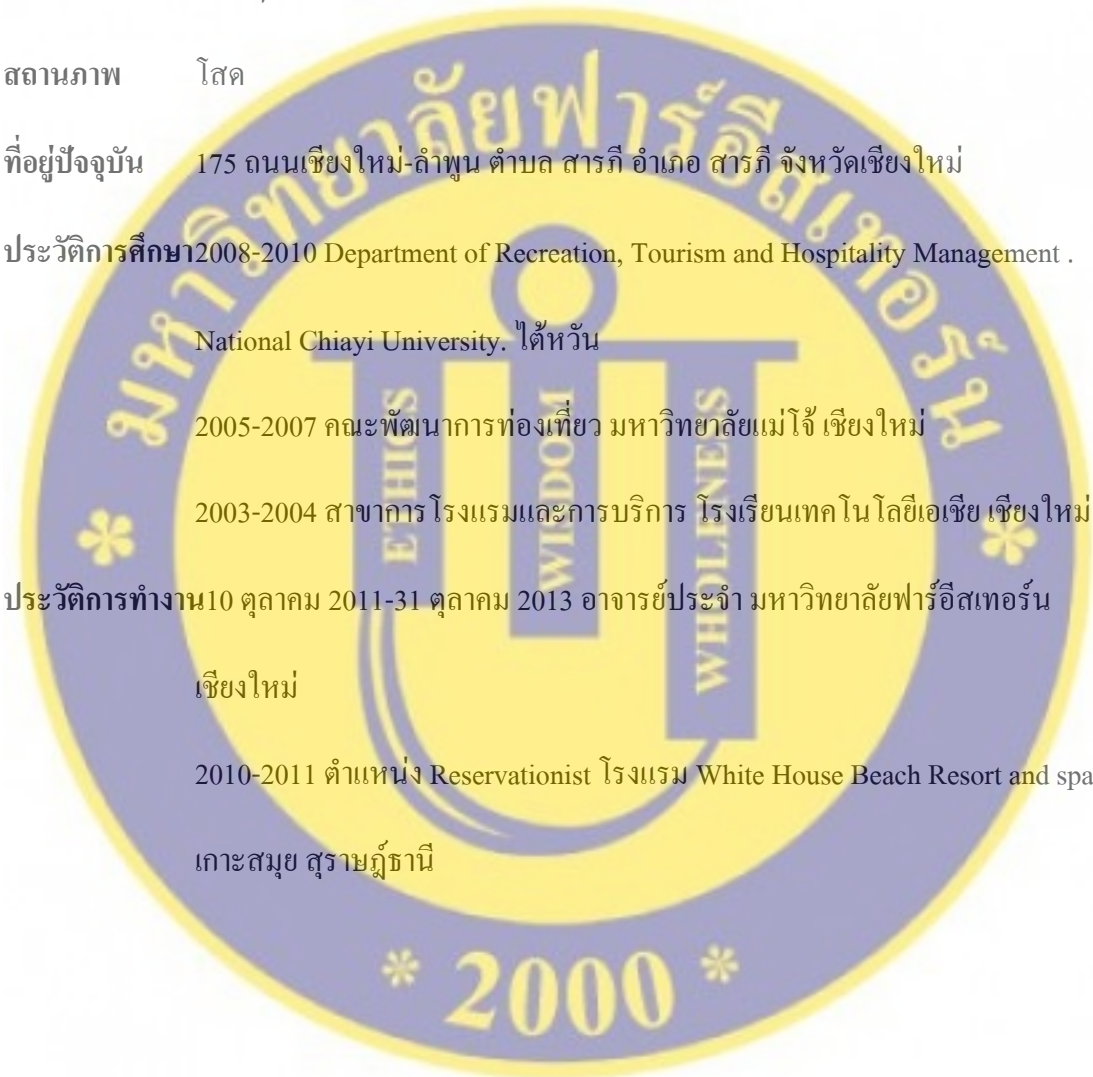 สถานภาพ โสด
ที่อยู่ปัจจุบัน 175 ถนนเชียงใหม่-ลำพูน ตำบล สารภี อำเภอ สารภี จังหวัดเชียงใหม่
ประวัติการศึกษา2008-2010 Department of Recreation, Tourism and Hospitality Management .
National Chiayi University. ไต้หวัน
2005-2007 คณะพัฒนาการท่องเที่ยว มหาวิทยาลัยแม่โจ้ เชียงใหม่
2003-2004 สาขาการโรงแรมและการบริการ โรงเรียนเทคโนโลยีเอเชีย เชียงใหม่
ประวัติการทำงาน10 ตุลาคม 2011-31 ตุลาคม 2013 อาจารย์ประจำ มหาวิทยาลัยฟาร์อีสเทอร์น
เชียงใหม่
2010-2011 ตำแหน่ง Reservationist โรงแรม White House Beach Resort and spa
เกาะสมุย สุราษฎ์ธานี
มหาวิทยาลัยฟาร์อีสเทอร์น
ETHICS
WISDOM
WHOLINESS
* 2000 *